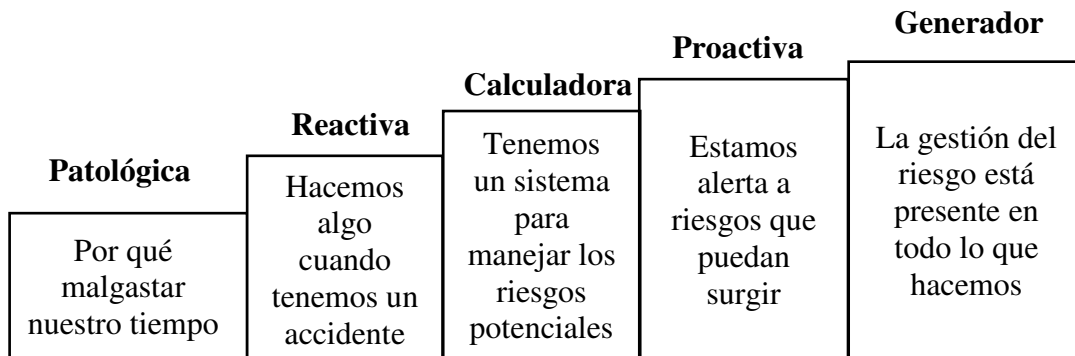 Patológica
Por qué
malgastar
nuestro tiempo
Reactiva
Hacemos
algo
cuando
tenemos un
accidente
Calculadora
Tenemos
un sistema
para
manejar los
riesgos
potenciales
Proactiva
Estamos
alerta a
riesgos que
puedan
surgir
Generador
La gestión del
riesgo está
presente en
todo lo que
hacemos